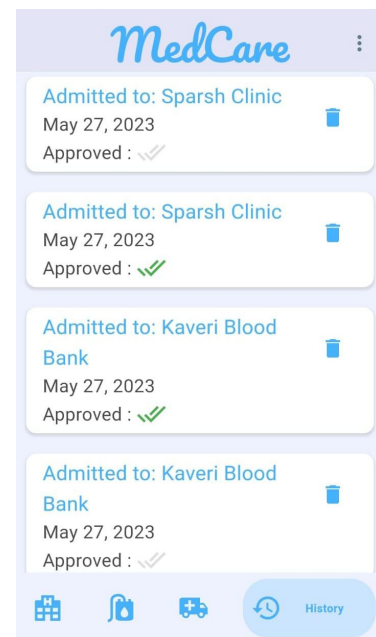 MedCare
Admitted to: Sparsh Clinic
May 27, 2023
Approved :
Admitted to: Sparsh Clinic
May 27, 2023
Approved :
Admitted to: Kaveri Blood
Bank
May 27, 2023
Approved :
Admitted to: Kaveri Blood
Bank
May 27, 2023
Approved :
H
History